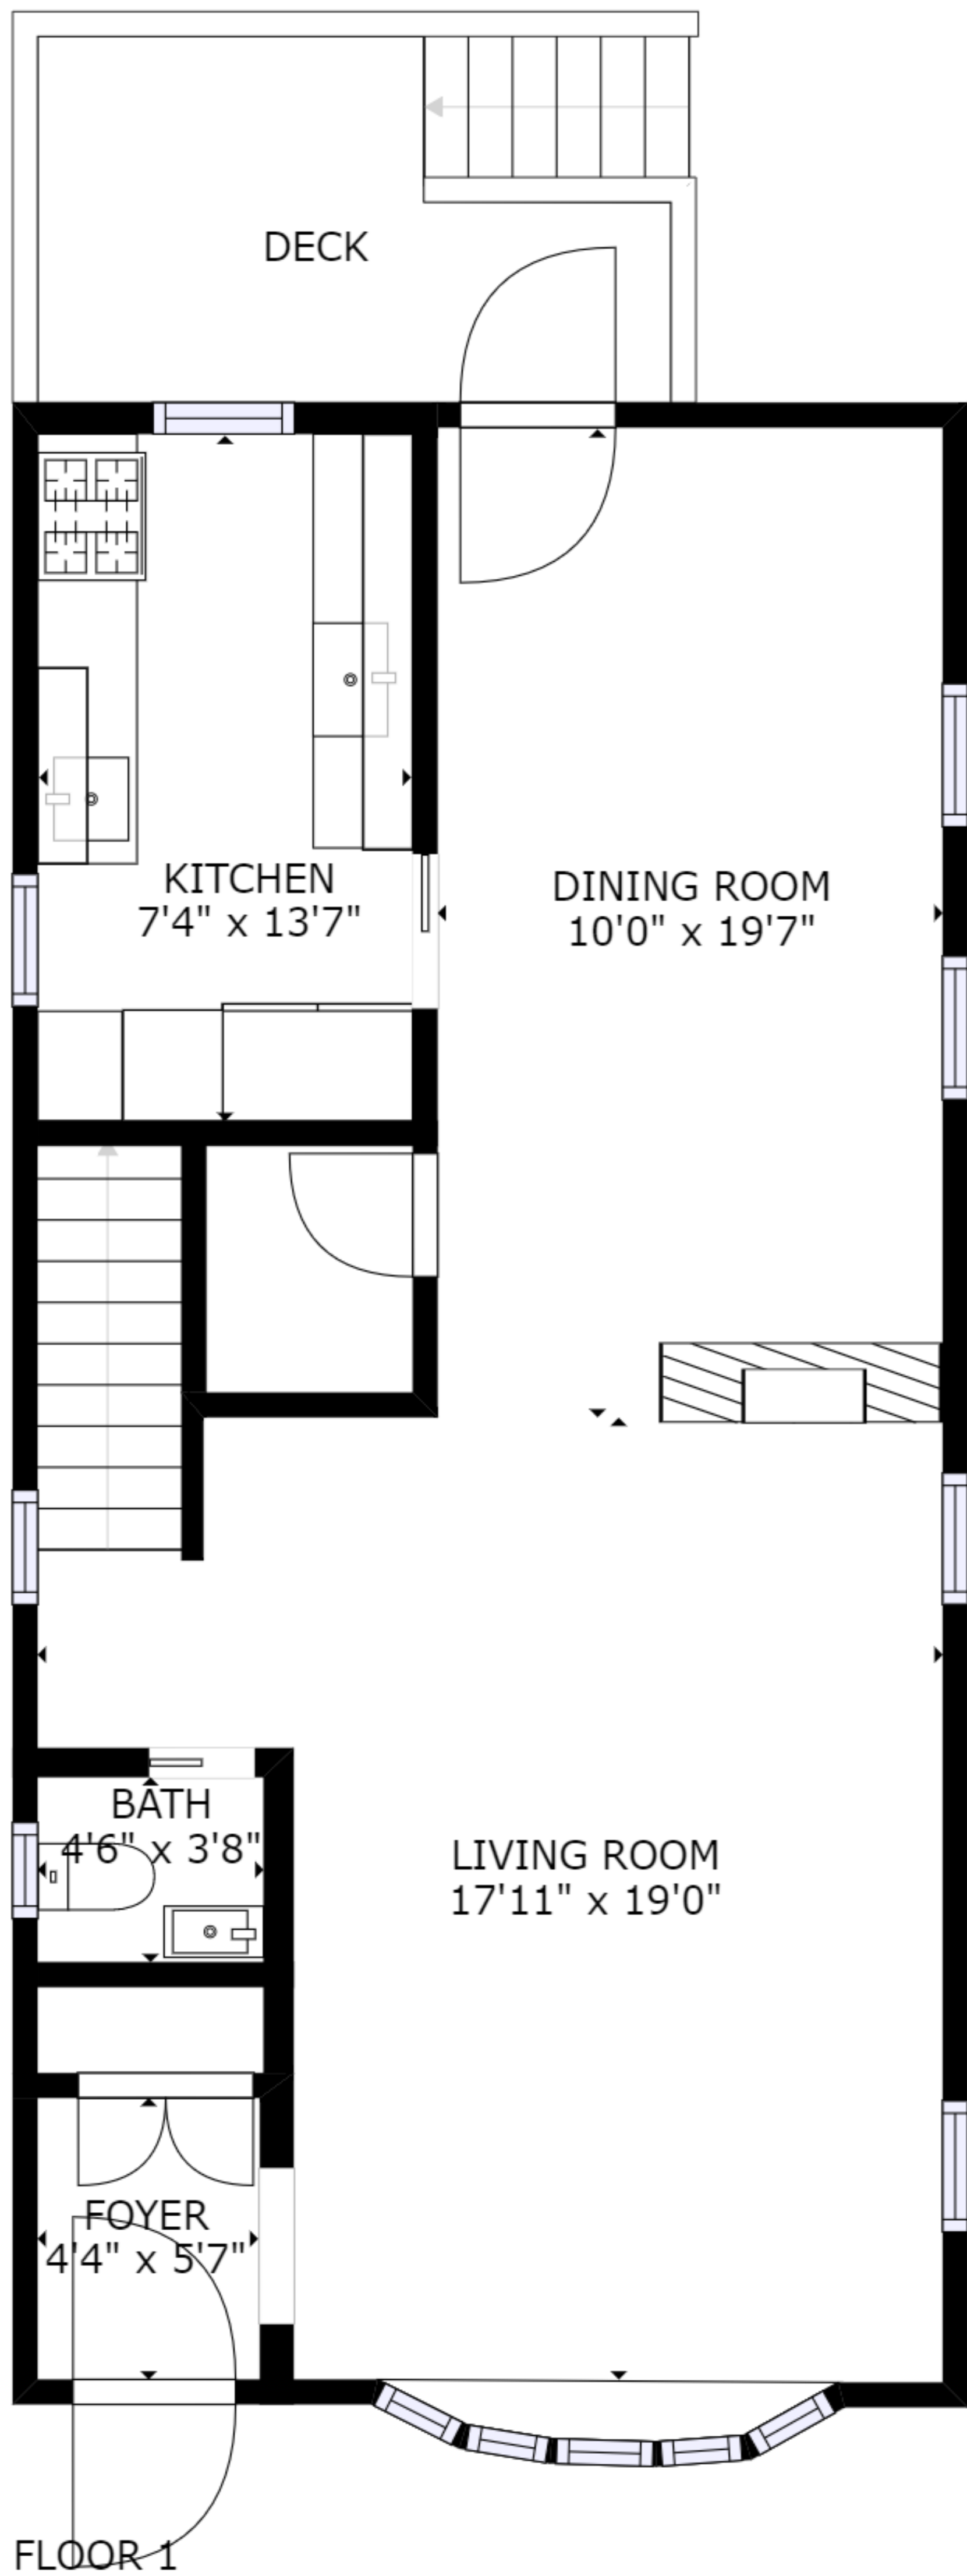 DECK
KITCHEN
7'4" x 13'7"
DINING ROOM
10'0" x 19'7"
BATH
4'6" x 3'8"
LIVING ROOM
17'11" x 19'0"
FOYER
4'4" x 5'7"
FLOOR 1